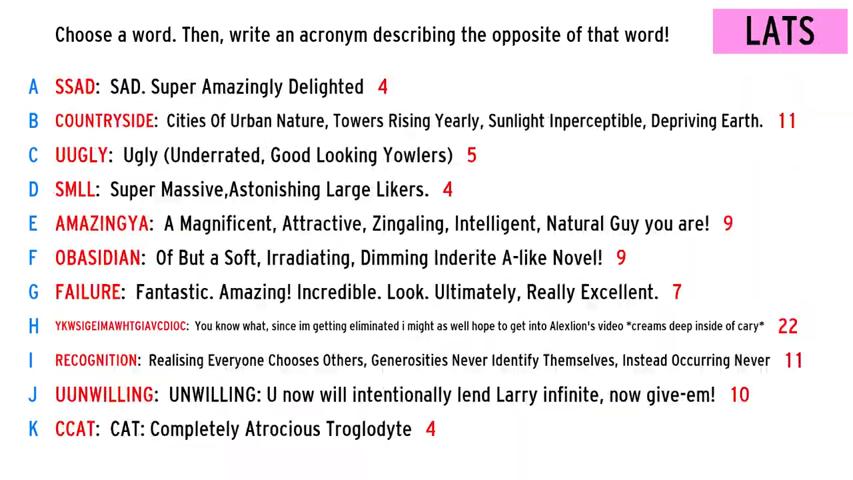 Choose a word. Then, write an acronym describing the opposite of that word! LATS
A SSAD: SAD. Super Amazingly Delighted 4
B COUNTRYSIDE: Cities Of Urban Nature, Towers Rising Yearly, Sunlight Inperceptible, Depriving Earth. 11
C UUGLY: Ugly (Underrated, Good Looking Yowlers) 5
D SMLL: Super Massive,Astonishing Large Likers. 4
E AMAZINGYA: A Magnificent, Attractive, Zingaling, Intelligent, Natural Guy you are! 9
F OBASIDIAN: Of But a Soft, Irradiating, Dimming Inderite A-like Novel! 9
G FAILURE: Fantastic. Amazing! Incredible. Look. Ultimately, Really Excellent. 7
H YKWSIGEIMAWHTGIAVCDIOC: You know what, since im getting eliminated i might as well hope to get into Alexlion's video *creams deep inside of cary* 22
I RECOGNITION: Realising Everyone Chooses Others, Generosities Never Identify Themselves, Instead Occurring Never 11
J UUNWILLING: UNWILLING: U now will intentionally lend Larry infinite, now give-em! 10
K CCAT: CAT: Completely Atrocious Troglodyte 4